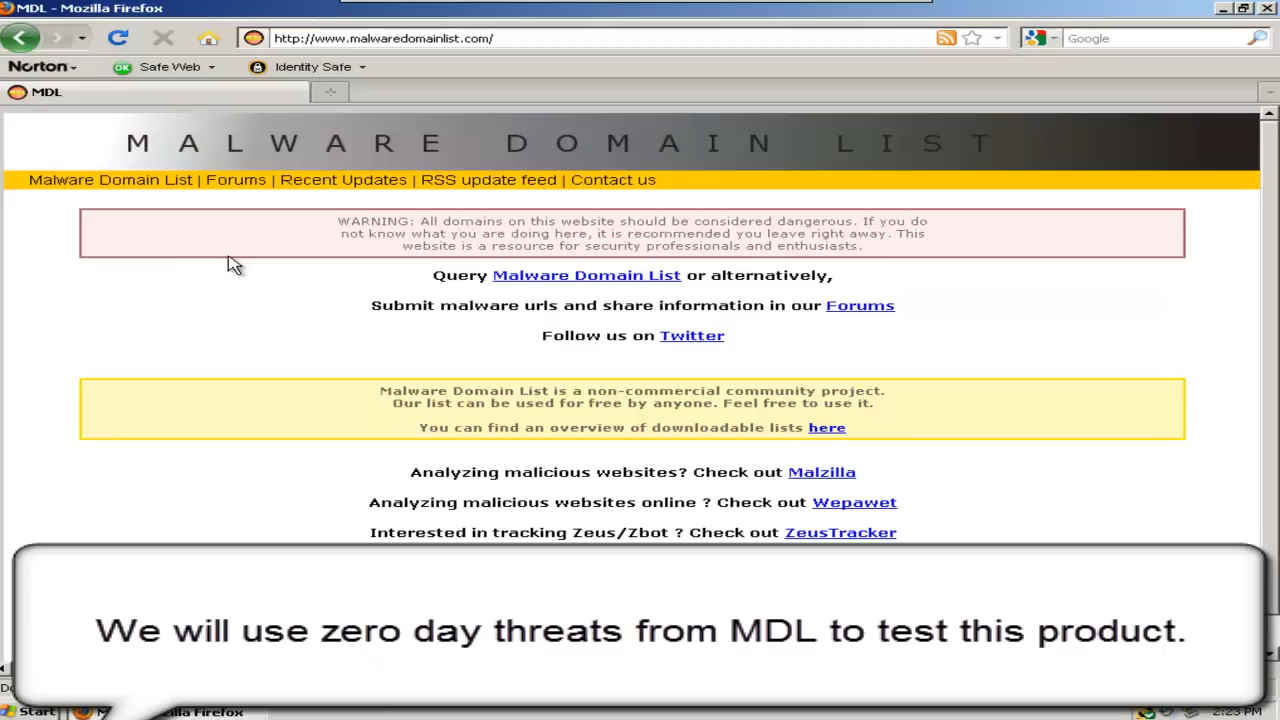 MDL - Mozilla Firefox
http://www.malwaredomainlist.com/
Google
Norton
OK Safe Web
Identity Safe
MDL
MALWARE DOMAIN LIST
Malware Domain List | Forums | Recent Updates | RSS update feed | Contact us
WARNING: All domains on this website should be considered dangerous. If you do
not know what you are doing here, it is recommended you leave right away. This
website is a resource for security professionals and enthusiasts.
Query Malware Domain List or alternatively,
Submit malware urls and share information in our Forums
Follow us on Twitter
Malware Domain List is a non-commercial community project.
Our list can be used for free by anyone. Feel free to use it.
You can find an overview of downloadable lists here
Analyzing malicious websites? Check out Malzilla
Analyzing malicious websites online ? Check out Wepawet
Interested in tracking Zeus/Zbot ? Check out ZeusTracker
We will use zero day threats from MDL to test this product.
Start
Firefox
2:23 PM